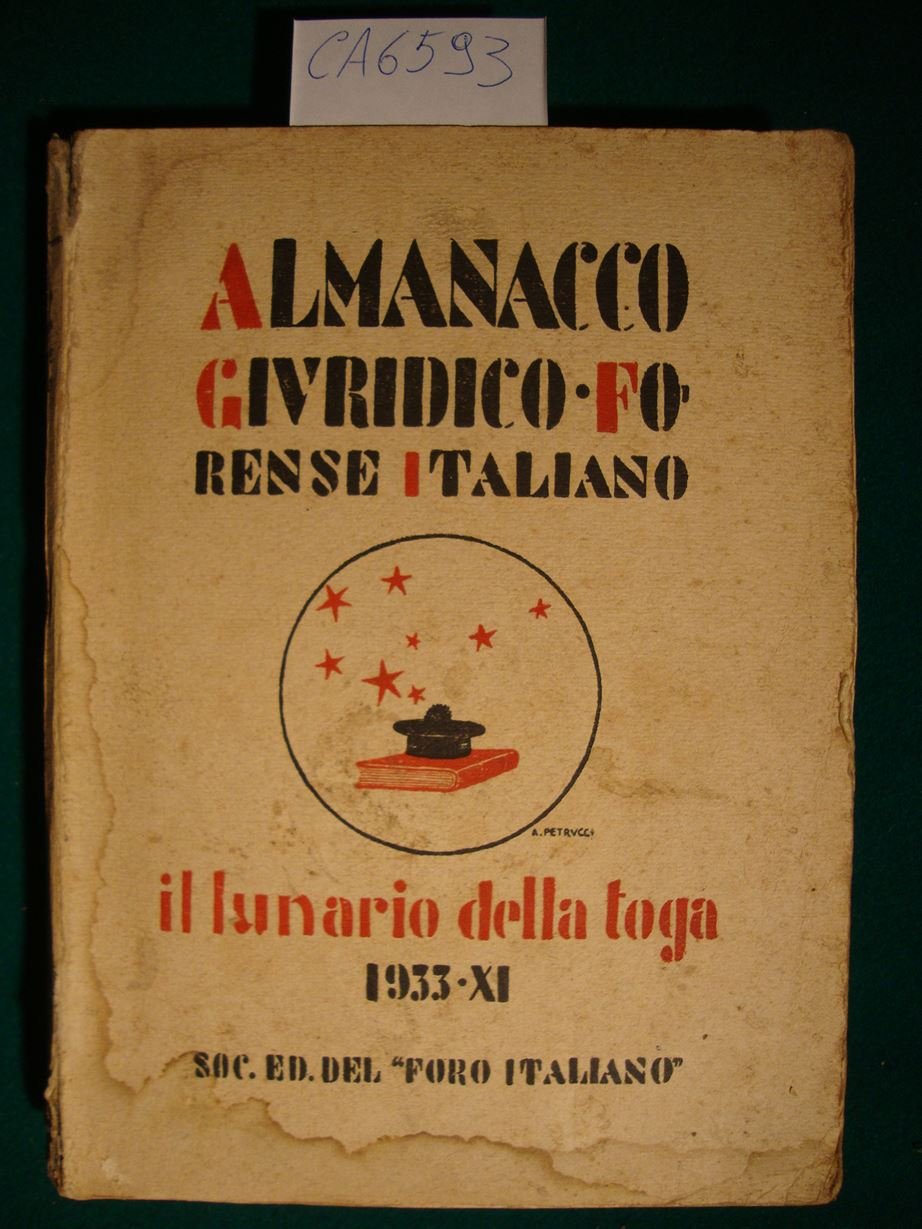 CA6593
ALMANACCO
GIVRIDICO·FO-
RENSE ITALIANO
A. PETRVCCI
il lunario della toga
1933·XI
SOC. ED. DEL "FORO ITALIANO"